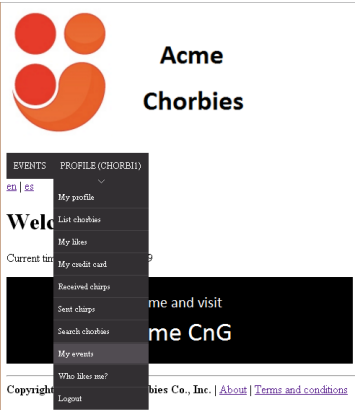 Acme
Chorbies
EVENTS PROFILE (CHORBI1)
en | es
My profile
List chorbies
My likes
My credit card
Received chirps
Sent chirps
Search chorbies
My events
Who likes me?
Logout
Current 9
me and visit
me CnG
Copyright bies Co., Inc. | About | Terms and conditions